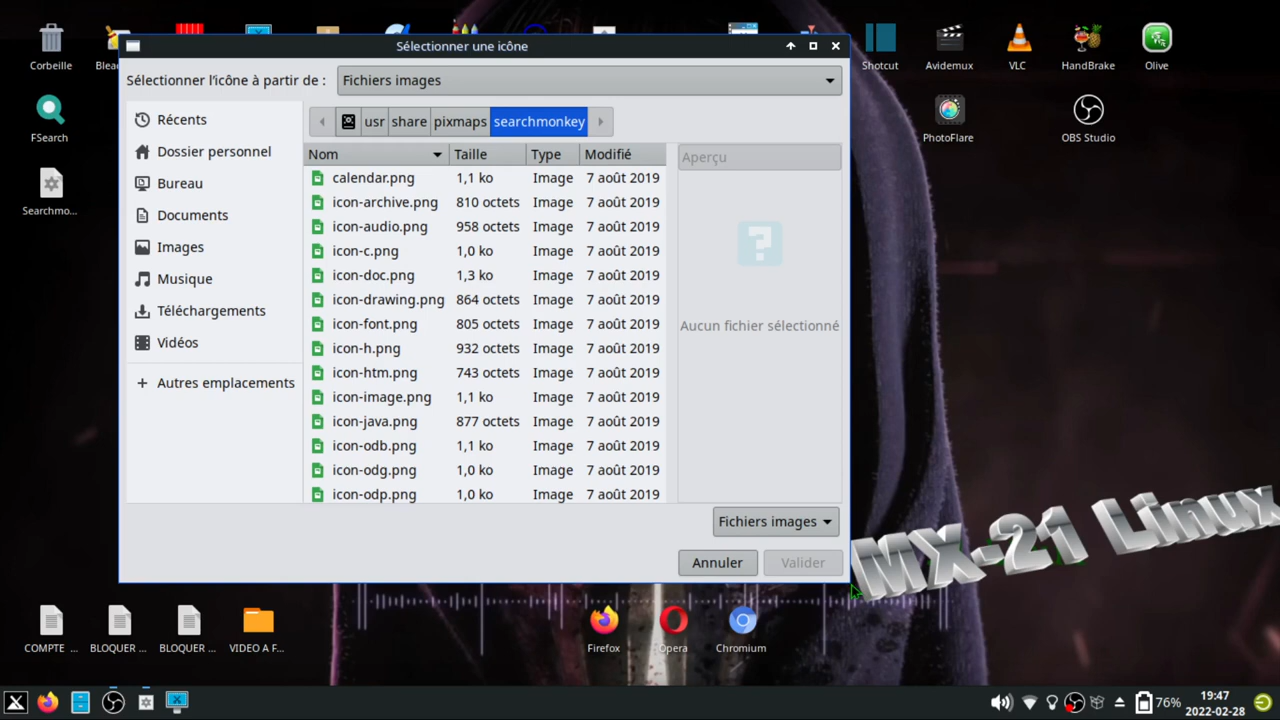 Sélectionner une icône
Sélectionner l'icône à partir de :
Fichiers images
Récents
Dossier personnel
Bureau
Documents
Images
Musique
Téléchargements
Vidéos
Autres emplacements
usr
share
pixmaps
searchmonkey
Nom
Taille
Type
Modifié
calendar.png 1,1 ko Image 7 août 2019
icon-archive.png 810 octets Image 7 août 2019
icon-audio.png 958 octets Image 7 août 2019
icon-c.png 1,0 ko Image 7 août 2019
icon-doc.png 1,3 ko Image 7 août 2019
icon-drawing.png 864 octets Image 7 août 2019
icon-font.png 805 octets Image 7 août 2019
icon-h.png 932 octets Image 7 août 2019
icon-htm.png 743 octets Image 7 août 2019
icon-image.png 1,1 ko Image 7 août 2019
icon-java.png 877 octets Image 7 août 2019
icon-odb.png 1,1 ko Image 7 août 2019
icon-odg.png 1,0 ko Image 7 août 2019
icon-odp.png 1,0 ko Image 7 août 2019
Aperçu
Aucun fichier sélectionné
Fichiers images
Annuler
Valider
Corbeille
Bleac
FSearch
Searchmo...
Shotcut
Avidemux
VLC
HandBrake
Olive
PhotoFlare
OBS Studio
MX-21 Linux
COMPTE ...
BLOQUER ...
BLOQUER ...
VIDEO A F...
Firefox
Opera
Chromium
76%
19:47
2022-02-28